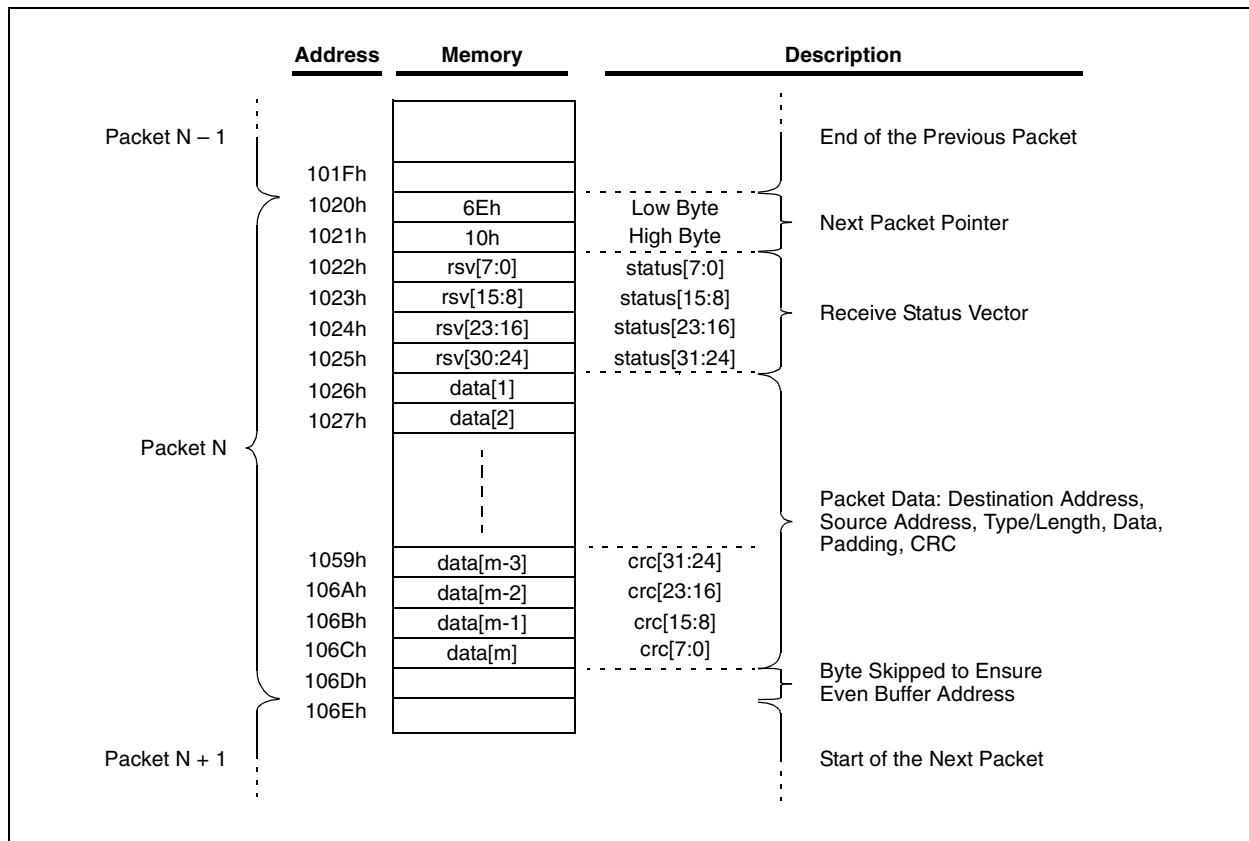 Address Memory Description
Packet N – 1 End of the Previous Packet
101Fh
1020h 6Eh Low Byte
Next Packet Pointer
1021h 10h High Byte
1022h rsv[7:0] status[7:0]
1023h rsv[15:8] status[15:8]
Receive Status Vector
1024h rsv[23:16] status[23:16]
1025h rsv[30:24] status[31:24]
1026h data[1]
1027h data[2]
Packet N
Packet Data: Destination Address,
Source Address, Type/Length, Data,
Padding, CRC
1059h data[m-3] crc[31:24]
106Ah data[m-2] crc[23:16]
106Bh data[m-1] crc[15:8]
106Ch data[m] crc[7:0]
106Dh
Byte Skipped to Ensure
Even Buffer Address
106Eh
Packet N + 1 Start of the Next Packet